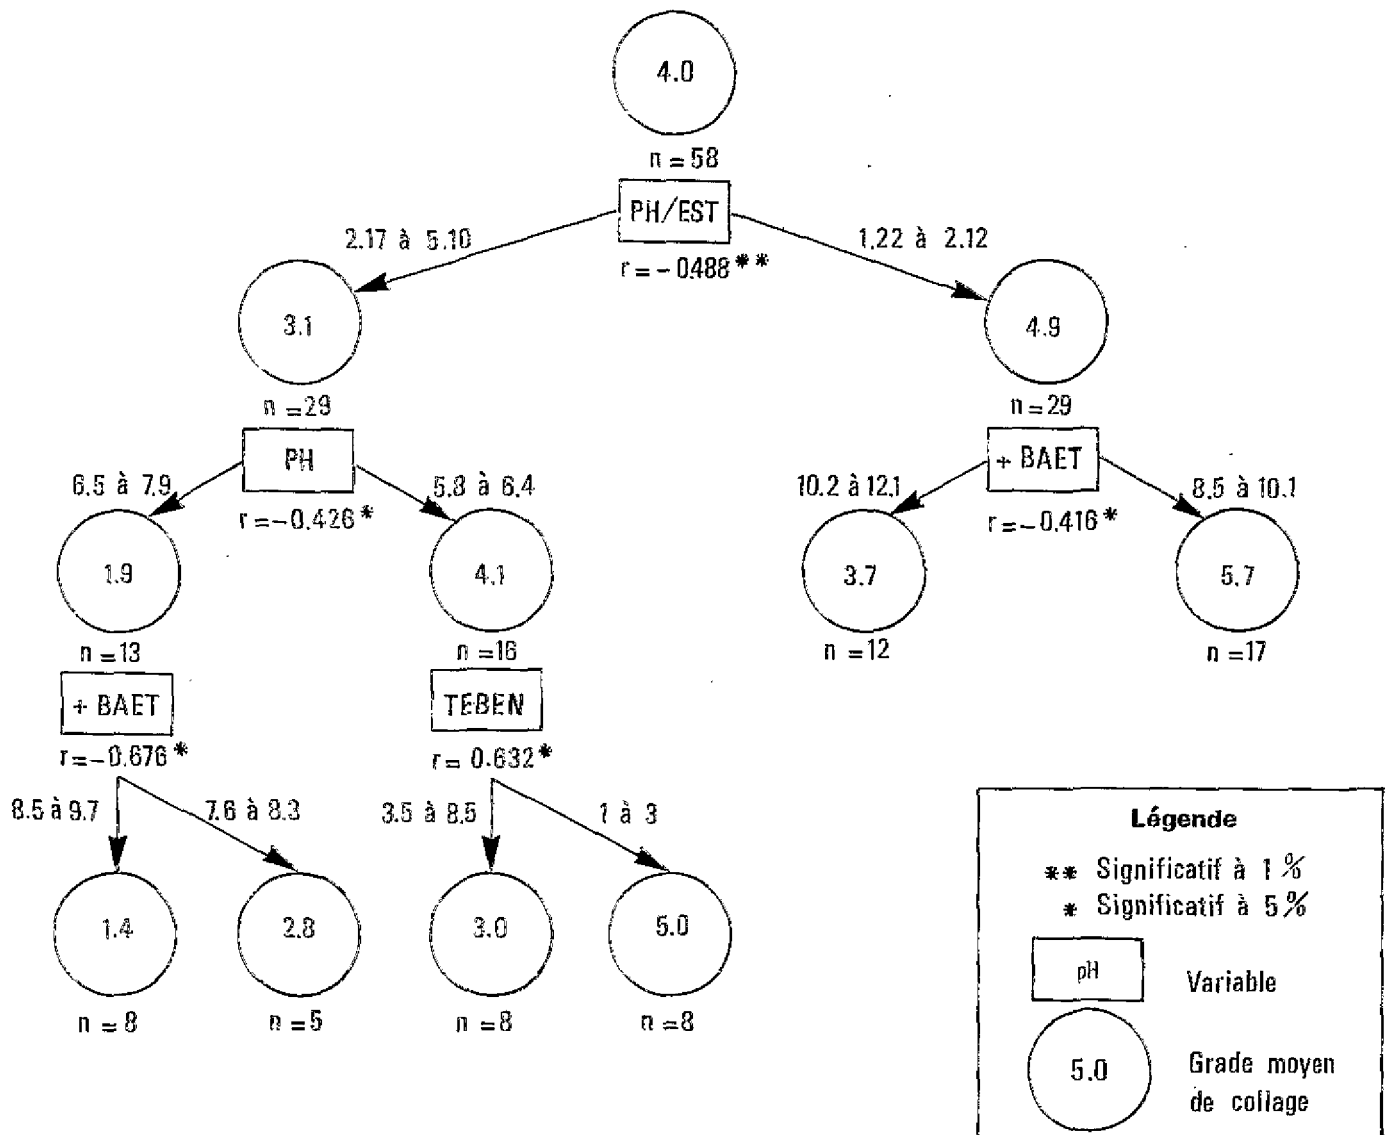 4.0
n = 58
PH/EST
r = - 0.488 **
2.17 à 5.10
1.22 à 2.12
3.1
4.9
n = 29
n = 29
PH
+ BAET
r = -0.426 *
r = -0.416 *
6.5 à 7.9
5.8 à 6.4
10.2 à 12.1
8.5 à 10.1
1.9
4.1
3.7
5.7
n = 13
n = 16
n = 12
n = 17
+ BAET
TEBEN
r = -0.676 *
r = 0.632 *
8.5 à 9.7
7.6 à 8.3
3.5 à 8.5
1 à 3
1.4
2.8
3.0
5.0
n = 8
n = 5
n = 8
n = 8
Légende
** Significatif à 1 %
* Significatif à 5 %
pH
Variable
5.0
Grade moyen
de collage